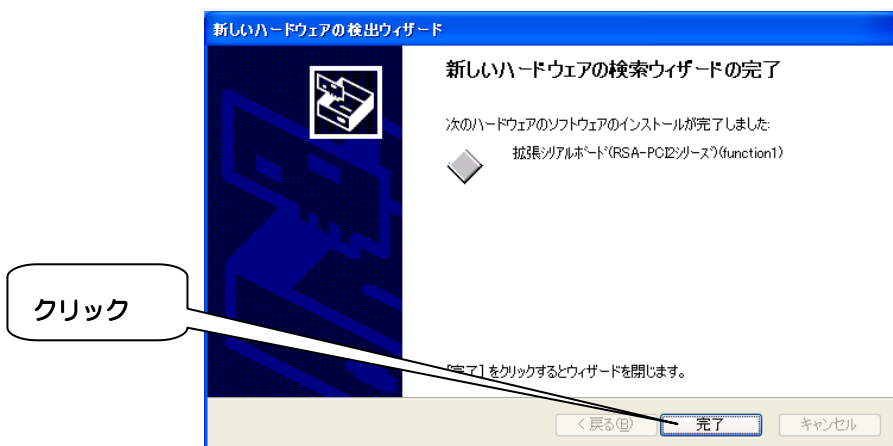 新しいハードウェアの検出ウィザード
新しいハードウェアの検索ウィザードの完了
次のハードウェアのソフトウェアのインストールが完了しました:
拡張ｼﾘｱﾙﾎﾞｰﾄﾞ(RSA-PCI2ｼﾘｰｽﾞ)(function1)
クリック
[完了] をクリックするとウィザードを閉じます。
< 戻る(B)
完了
キャンセル